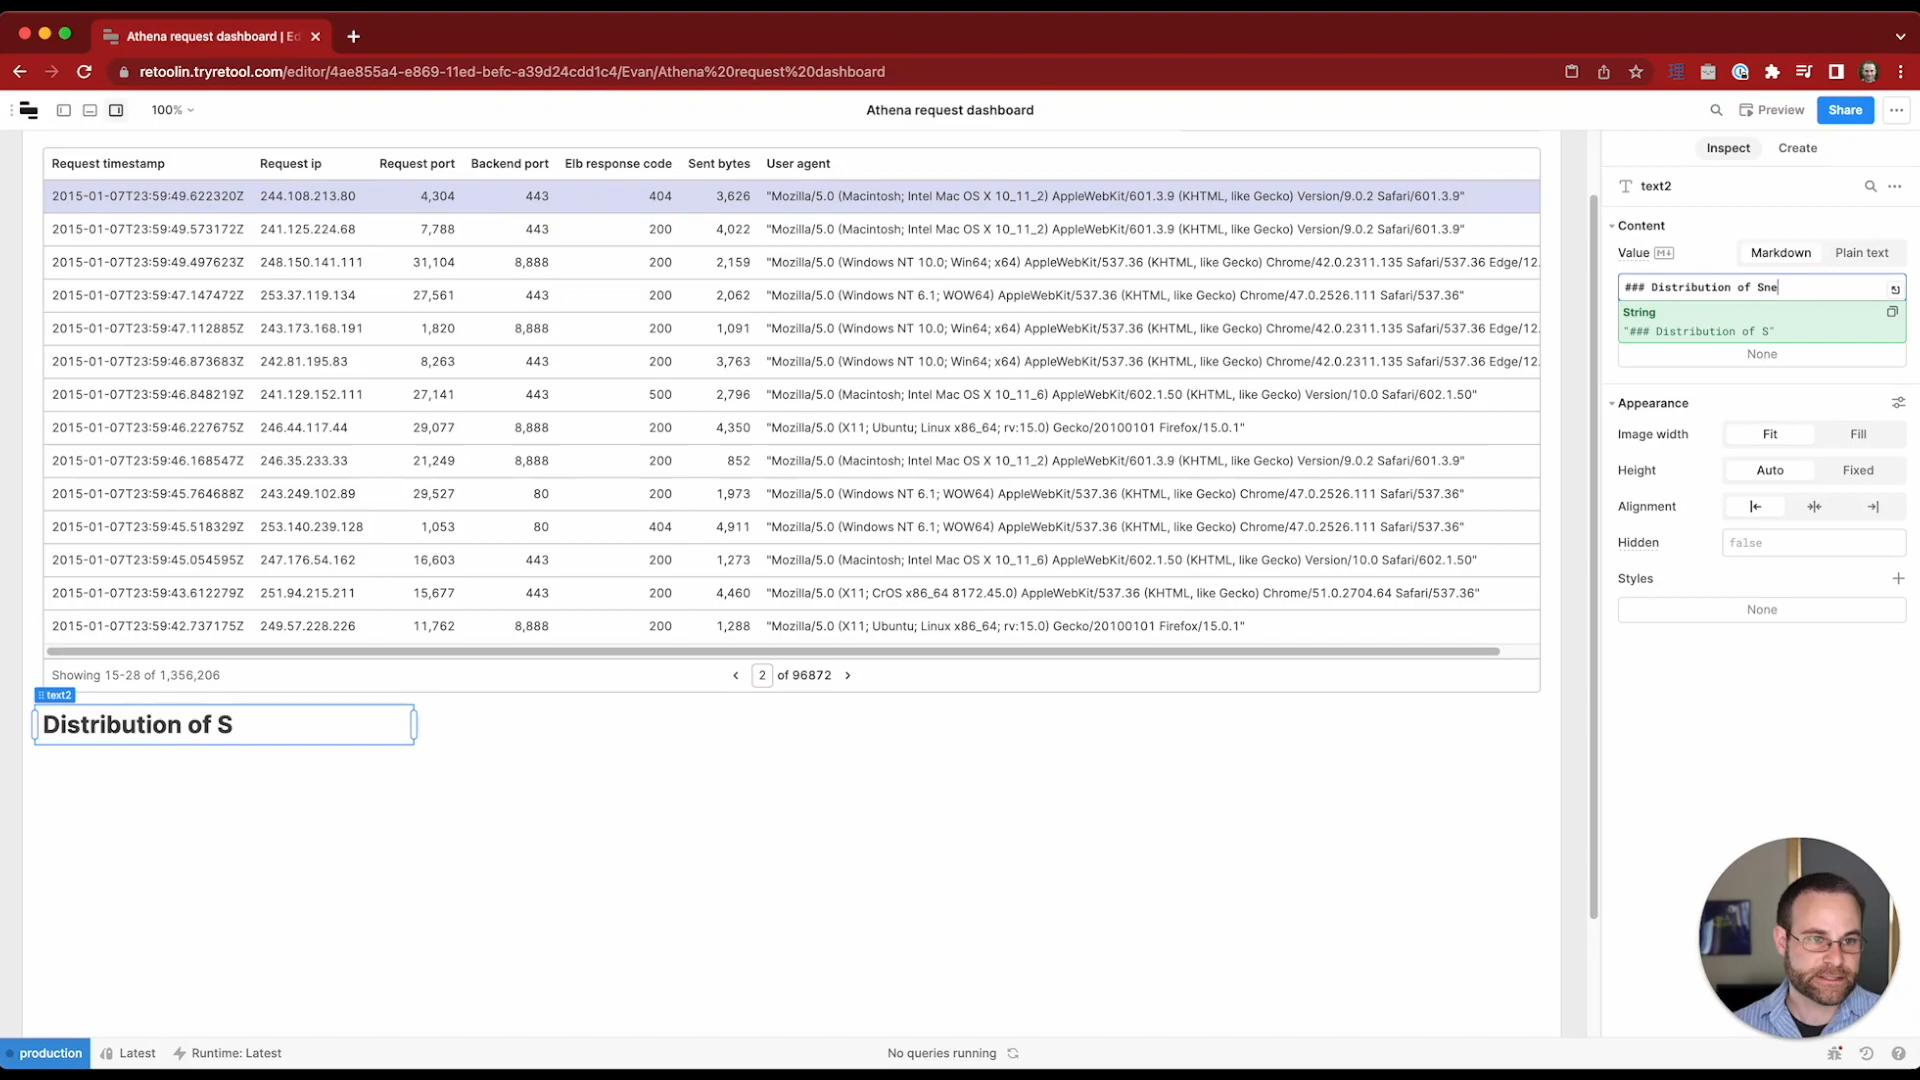 Athena request dashboard | Ed
retoolin.tryretool.com/editor/4ae855a4-e869-11ed-befc-a39d24cdd1c4/Evan/Athena%20request%20dashboard
100%
Athena request dashboard
Preview
Share
Request timestamp Request ip Request port Backend port Elb response code Sent bytes User agent
2015-01-07T23:59:49.622320Z 244.108.213.80 4,304 443 404 3,626 "Mozilla/5.0 (Macintosh; Intel Mac OS X 10_11_2) AppleWebKit/601.3.9 (KHTML, like Gecko) Version/9.0.2 Safari/601.3.9"
2015-01-07T23:59:49.573172Z 241.125.224.68 7,788 443 200 4,022 "Mozilla/5.0 (Macintosh; Intel Mac OS X 10_11_2) AppleWebKit/601.3.9 (KHTML, like Gecko) Version/9.0.2 Safari/601.3.9"
2015-01-07T23:59:49.497623Z 248.150.141.111 31,104 8,888 200 2,159 "Mozilla/5.0 (Windows NT 10.0; Win64; x64) AppleWebKit/537.36 (KHTML, like Gecko) Chrome/42.0.2311.135 Safari/537.36 Edge/12.
2015-01-07T23:59:47.147472Z 253.37.119.134 27,561 443 200 2,062 "Mozilla/5.0 (Windows NT 6.1; WOW64) AppleWebKit/537.36 (KHTML, like Gecko) Chrome/47.0.2526.111 Safari/537.36"
2015-01-07T23:59:47.112885Z 243.173.168.191 1,820 8,888 200 1,091 "Mozilla/5.0 (Windows NT 10.0; Win64; x64) AppleWebKit/537.36 (KHTML, like Gecko) Chrome/42.0.2311.135 Safari/537.36 Edge/12.
2015-01-07T23:59:46.873683Z 242.81.195.83 8,263 443 200 3,763 "Mozilla/5.0 (Windows NT 10.0; Win64; x64) AppleWebKit/537.36 (KHTML, like Gecko) Chrome/42.0.2311.135 Safari/537.36 Edge/12.
2015-01-07T23:59:46.848219Z 241.129.152.111 27,141 443 500 2,796 "Mozilla/5.0 (Macintosh; Intel Mac OS X 10_11_6) AppleWebKit/602.1.50 (KHTML, like Gecko) Version/10.0 Safari/602.1.50"
2015-01-07T23:59:46.227675Z 246.44.117.44 29,077 8,888 200 4,350 "Mozilla/5.0 (X11; Ubuntu; Linux x86_64; rv:15.0) Gecko/20100101 Firefox/15.0.1"
2015-01-07T23:59:46.168547Z 246.35.233.33 21,249 8,888 200 852 "Mozilla/5.0 (Macintosh; Intel Mac OS X 10_11_2) AppleWebKit/601.3.9 (KHTML, like Gecko) Version/9.0.2 Safari/601.3.9"
2015-01-07T23:59:45.764688Z 243.249.102.89 29,527 80 200 1,973 "Mozilla/5.0 (Windows NT 6.1; WOW64) AppleWebKit/537.36 (KHTML, like Gecko) Chrome/47.0.2526.111 Safari/537.36"
2015-01-07T23:59:45.518329Z 253.140.239.128 1,053 80 404 4,911 "Mozilla/5.0 (Windows NT 6.1; WOW64) AppleWebKit/537.36 (KHTML, like Gecko) Chrome/47.0.2526.111 Safari/537.36"
2015-01-07T23:59:45.054595Z 247.176.54.162 16,603 443 200 1,273 "Mozilla/5.0 (Macintosh; Intel Mac OS X 10_11_6) AppleWebKit/602.1.50 (KHTML, like Gecko) Version/10.0 Safari/602.1.50"
2015-01-07T23:59:43.612279Z 251.94.215.211 15,677 443 200 4,460 "Mozilla/5.0 (X11; CrOS x86_64 8172.45.0) AppleWebKit/537.36 (KHTML, like Gecko) Chrome/51.0.2704.64 Safari/537.36"
2015-01-07T23:59:42.737175Z 249.57.228.226 11,762 8,888 200 1,288 "Mozilla/5.0 (X11; Ubuntu; Linux x86_64; rv:15.0) Gecko/20100101 Firefox/15.0.1"
Showing 15-28 of 1,356,206
2 of 96872
text2
Distribution of S
Inspect Create
text2
Content
Value M↓ Markdown Plain text
### Distribution of Sne
String
"### Distribution of S"
None
Appearance
Image width Fit Fill
Height Auto Fixed
Alignment
Hidden false
Styles
None
production Latest Runtime: Latest
No queries running